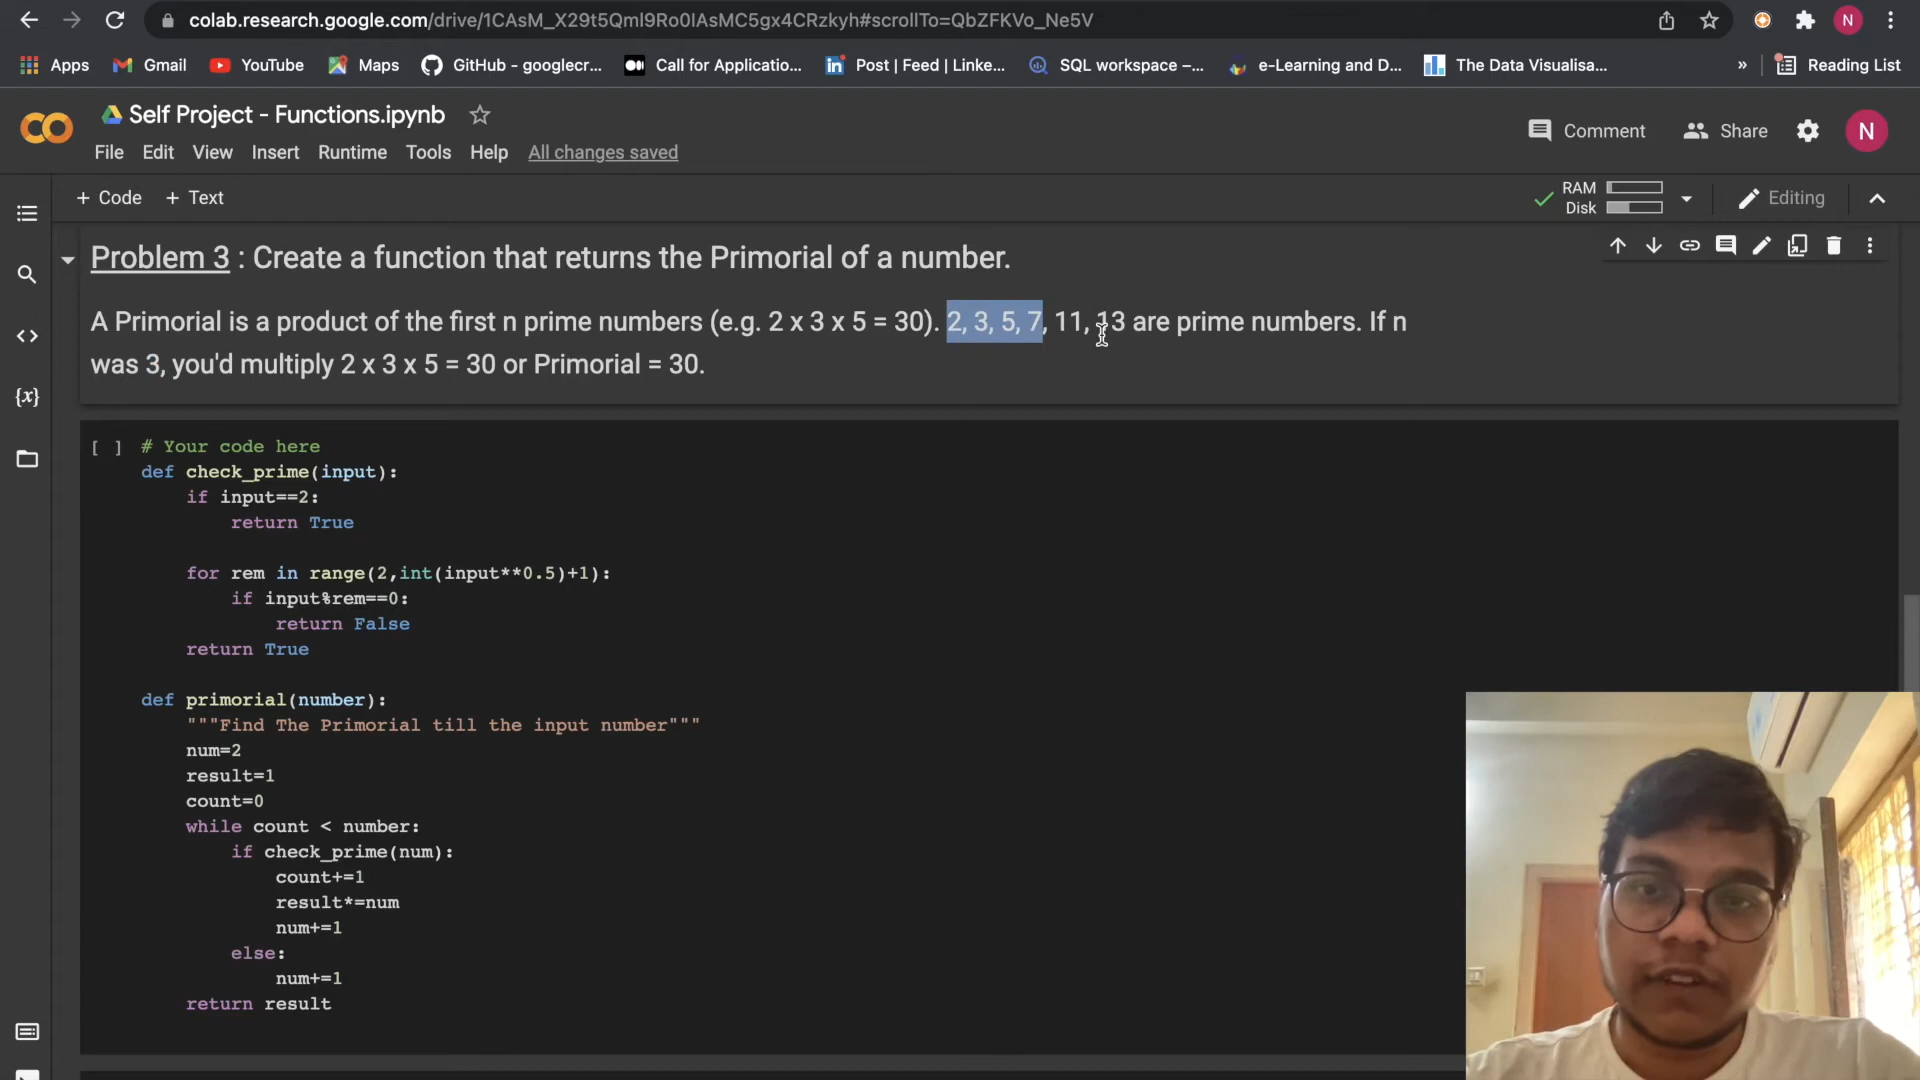 colab.research.google.com/drive/1CAsM_X29t5Qml9Ro0lAsMC5gx4CRzkyh#scrollTo=QbZFKVo_Ne5V
N
Apps
Gmail
YouTube
Maps
GitHub - googlecr...
Call for Applicatio...
Post | Feed | Linke...
SQL workspace –...
e-Learning and D...
The Data Visualisa...
»
Reading List
Self Project - Functions.ipynb
Comment
Share
N
File Edit View Insert Runtime Tools Help All changes saved
+ Code + Text
RAM
Disk
Editing
Problem 3 : Create a function that returns the Primorial of a number.
A Primorial is a product of the first n prime numbers (e.g. 2 x 3 x 5 = 30). 2, 3, 5, 7, 11, 13 are prime numbers. If n
was 3, you'd multiply 2 x 3 x 5 = 30 or Primorial = 30.
{x}
[ ] # Your code here
def check_prime(input):
if input==2:
return True
for rem in range(2,int(input**0.5)+1):
if input%rem==0:
return False
return True
def primorial(number):
"""Find The Primorial till the input number"""
num=2
result=1
count=0
while count < number:
if check_prime(num):
count+=1
result*=num
num+=1
else:
num+=1
return result